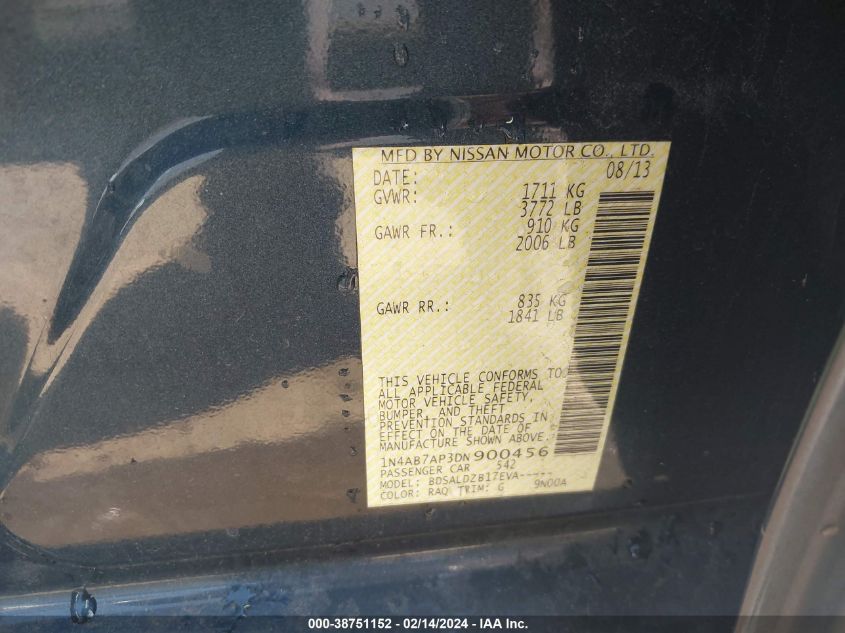 MFD BY NISSAN MOTOR CO., LTD.
DATE: 08/13
GVWR: 1711 KG
3772 LB
GAWR FR.: 910 KG
2006 LB
GAWR RR.: 835 KG
1841 LB
THIS VEHICLE CONFORMS TO
ALL APPLICABLE FEDERAL
MOTOR VEHICLE SAFETY,
BUMPER, AND THEFT
PREVENTION STANDARDS IN
EFFECT ON THE DATE OF
MANUFACTURE SHOWN ABOVE.
1N4AB7AP3DN900456
PASSENGER CAR 542
MODEL: BDSALDZB17EVA-----
COLOR: RAQ TRIM: G 9N00A
000-38751152 - 02/14/2024 - IAA Inc.